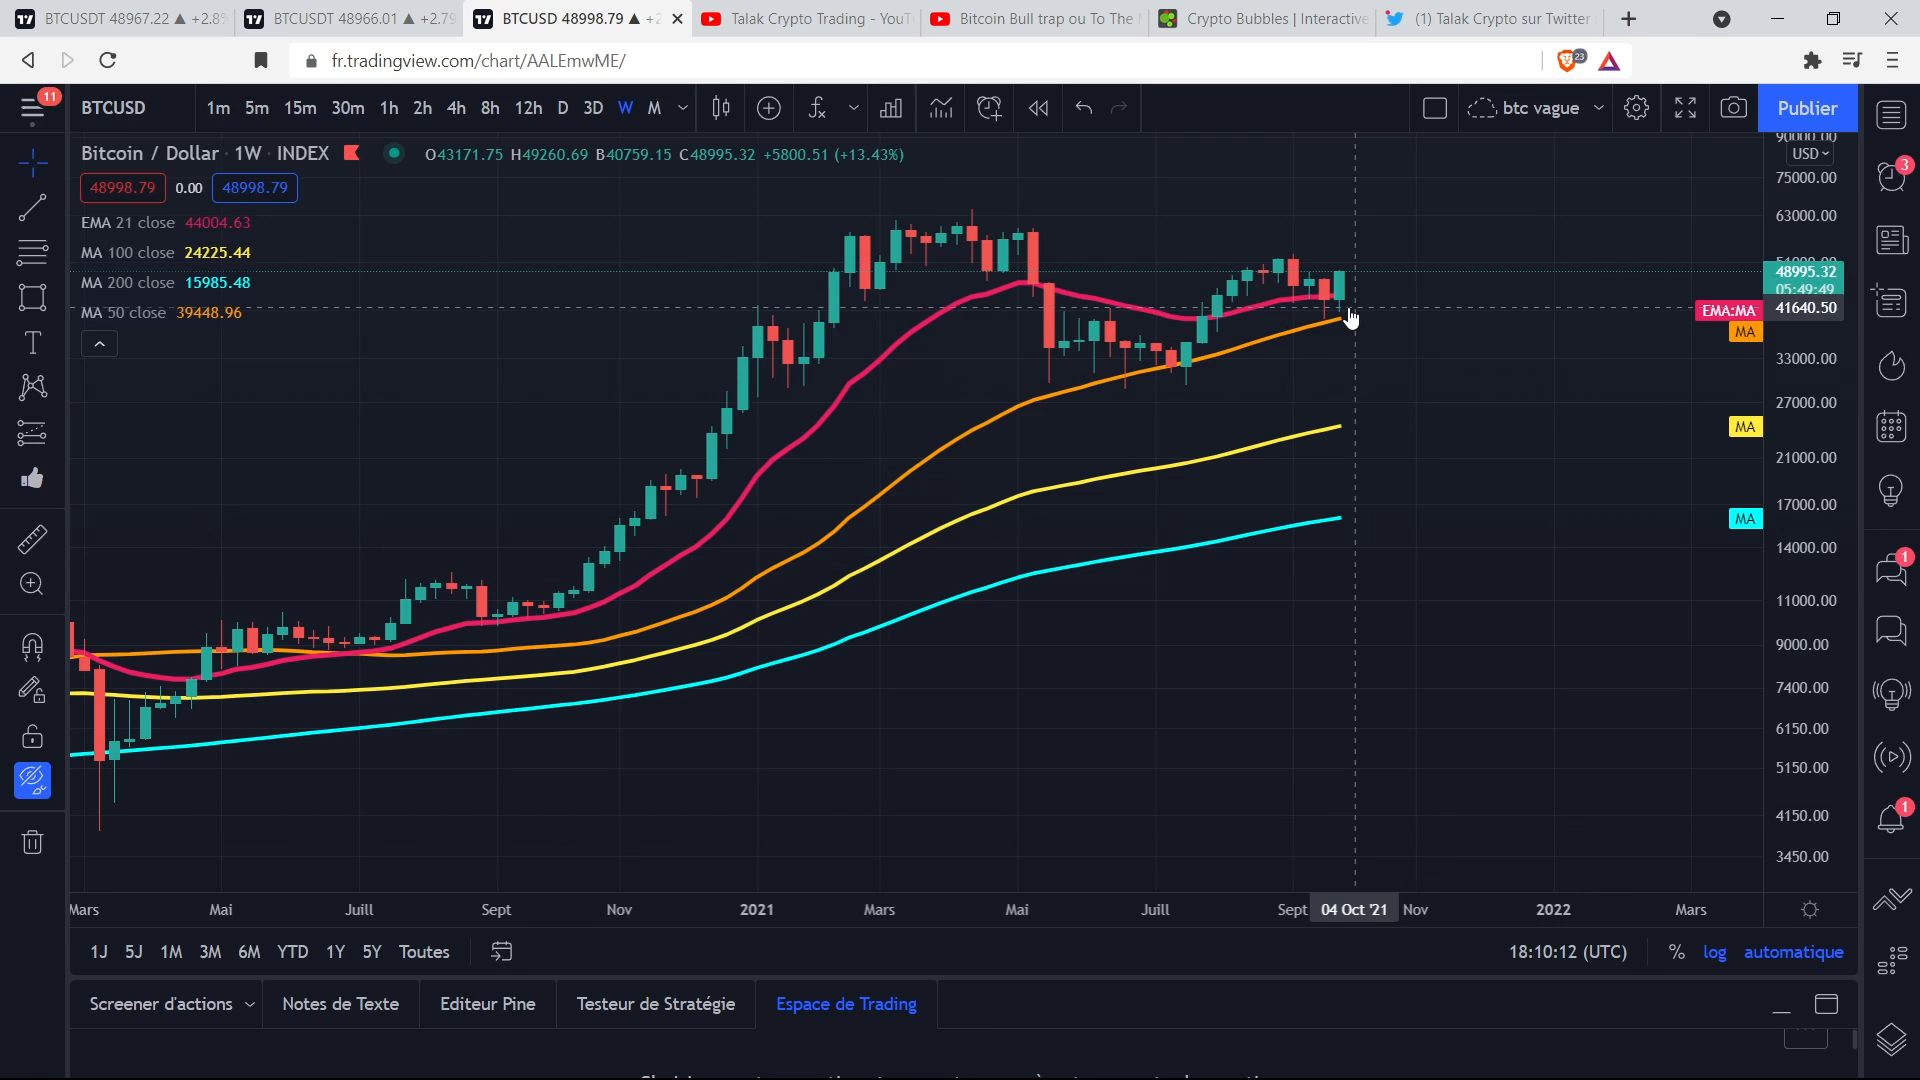 BTCUSDT 48967.22 ▲ +2.8%
BTCUSDT 48966.01 ▲ +2.79
BTCUSD 48998.79 ▲ +2
Talak Crypto Trading - YouT
Bitcoin Bull trap ou To The
Crypto Bubbles | Interactive
(1) Talak Crypto sur Twitter
fr.tradingview.com/chart/AALEmwME/
23
11
BTCUSD
1m 5m 15m 30m 1h 2h 4h 8h 12h D 3D W M
btc vague
Publier
Bitcoin / Dollar · 1W · INDEX
O43171.75 H49260.69 B40759.15 C48995.32 +5800.51 (+13.43%)
48998.79 0.00 48998.79
EMA 21 close 44004.63
MA 100 close 24225.44
MA 200 close 15985.48
MA 50 close 39448.96
90000.00
USD
75000.00
63000.00
54000.00
48995.32
05:49:49
EMA:MA
41640.50
MA
33000.00
27000.00
MA
21000.00
17000.00
MA
14000.00
11000.00
9000.00
7400.00
6150.00
5150.00
4150.00
3450.00
3
1
1
Mars Mai Juill Sept Nov 2021 Mars Mai Juill Sept 04 Oct '21 Nov 2022 Mars
1J 5J 1M 3M 6M YTD 1Y 5Y Toutes
18:10:12 (UTC)
% log automatique
Screener d'actions
Notes de Texte
Editeur Pine
Testeur de Stratégie
Espace de Trading